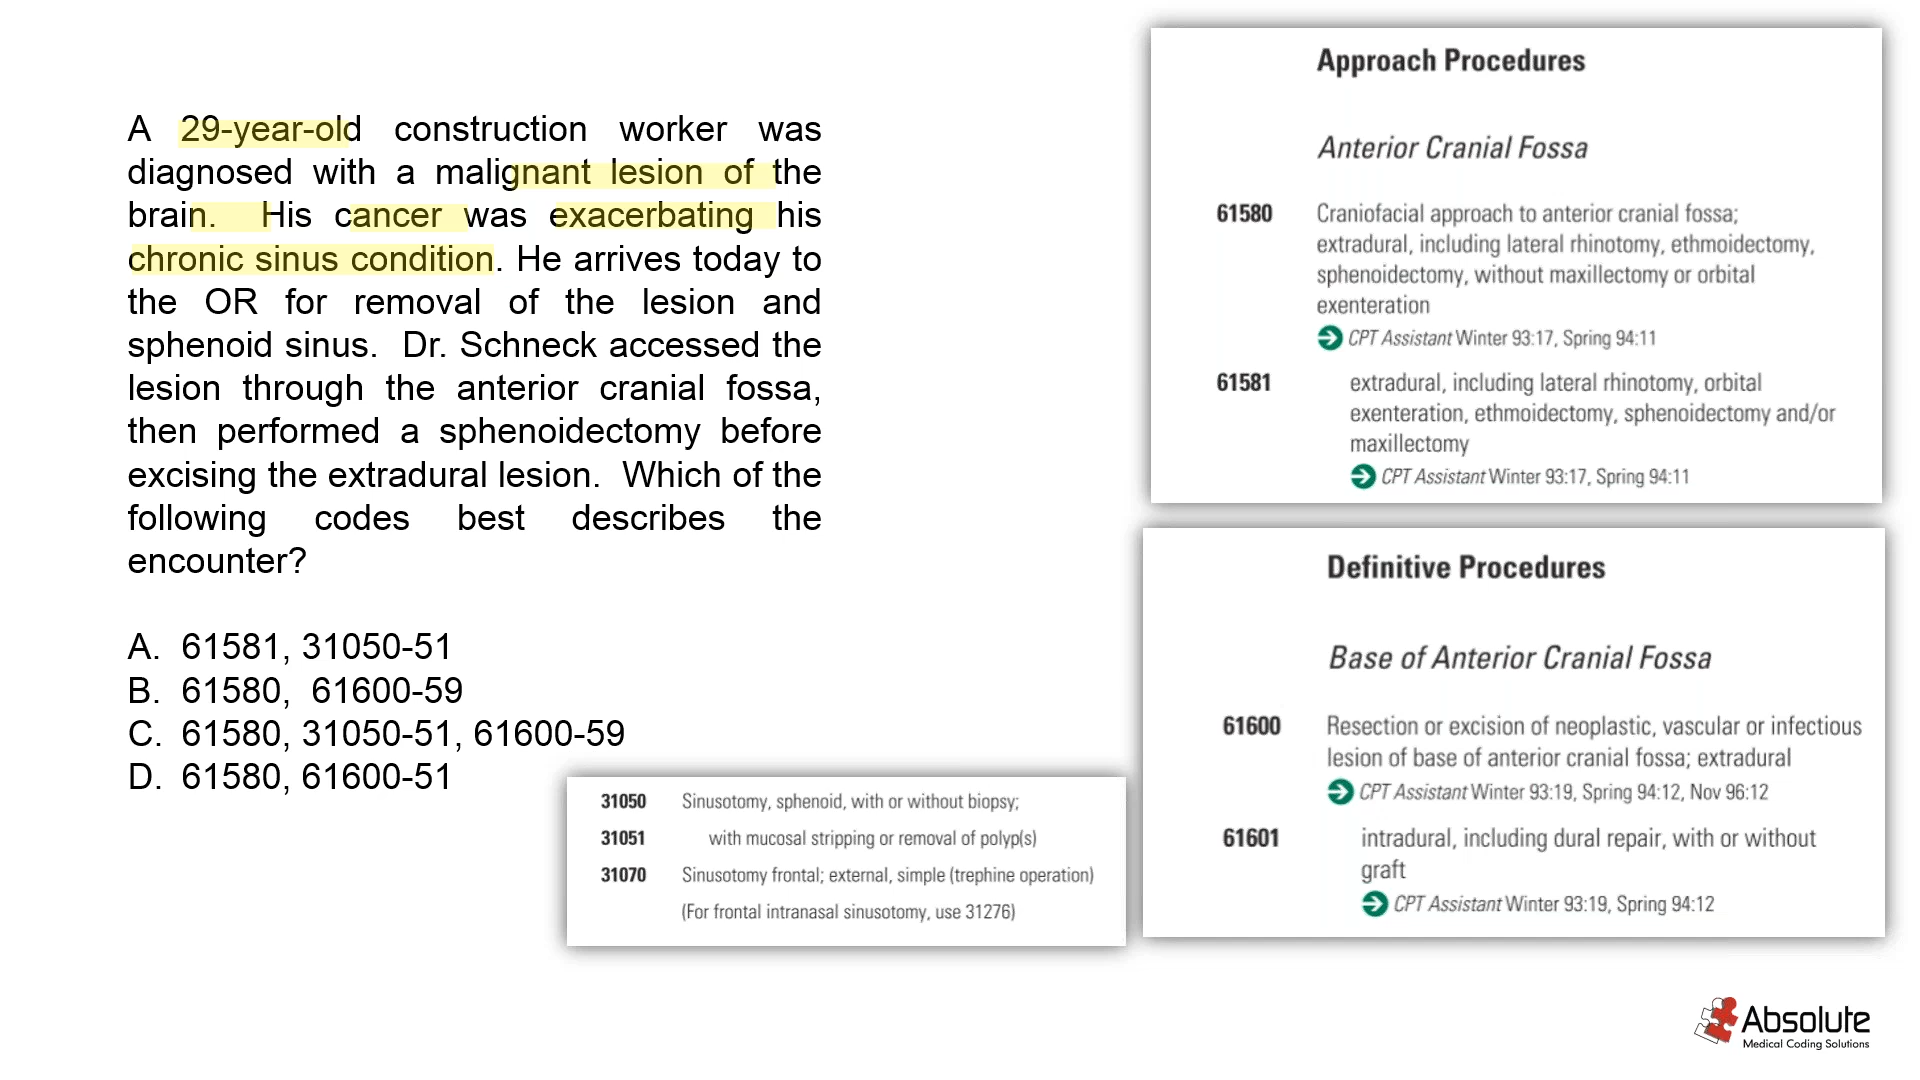 A 29-year-old construction worker was
diagnosed with a malignant lesion of the
brain. His cancer was exacerbating his
chronic sinus condition. He arrives today to
the OR for removal of the lesion and
sphenoid sinus. Dr. Schneck accessed the
lesion through the anterior cranial fossa,
then performed a sphenoidectomy before
excising the extradural lesion. Which of the
following codes best describes the
encounter?
A. 61581, 31050-51
B. 61580, 61600-59
C. 61580, 31050-51, 61600-59
D. 61580, 61600-51
31050 Sinusotomy, sphenoid, with or without biopsy;
31051 with mucosal stripping or removal of polyp(s)
31070 Sinusotomy frontal; external, simple (trephine operation)
(For frontal intranasal sinusotomy, use 31276)
Approach Procedures
Anterior Cranial Fossa
61580 Craniofacial approach to anterior cranial fossa;
extradural, including lateral rhinotomy, ethmoidectomy,
sphenoidectomy, without maxillectomy or orbital
exenteration
CPT Assistant Winter 93:17, Spring 94:11
61581 extradural, including lateral rhinotomy, orbital
exenteration, ethmoidectomy, sphenoidectomy and/or
maxillectomy
CPT Assistant Winter 93:17, Spring 94:11
Definitive Procedures
Base of Anterior Cranial Fossa
61600 Resection or excision of neoplastic, vascular or infectious
lesion of base of anterior cranial fossa; extradural
CPT Assistant Winter 93:19, Spring 94:12, Nov 96:12
61601 intradural, including dural repair, with or without
graft
CPT Assistant Winter 93:19, Spring 94:12
Absolute
Medical Coding Solutions